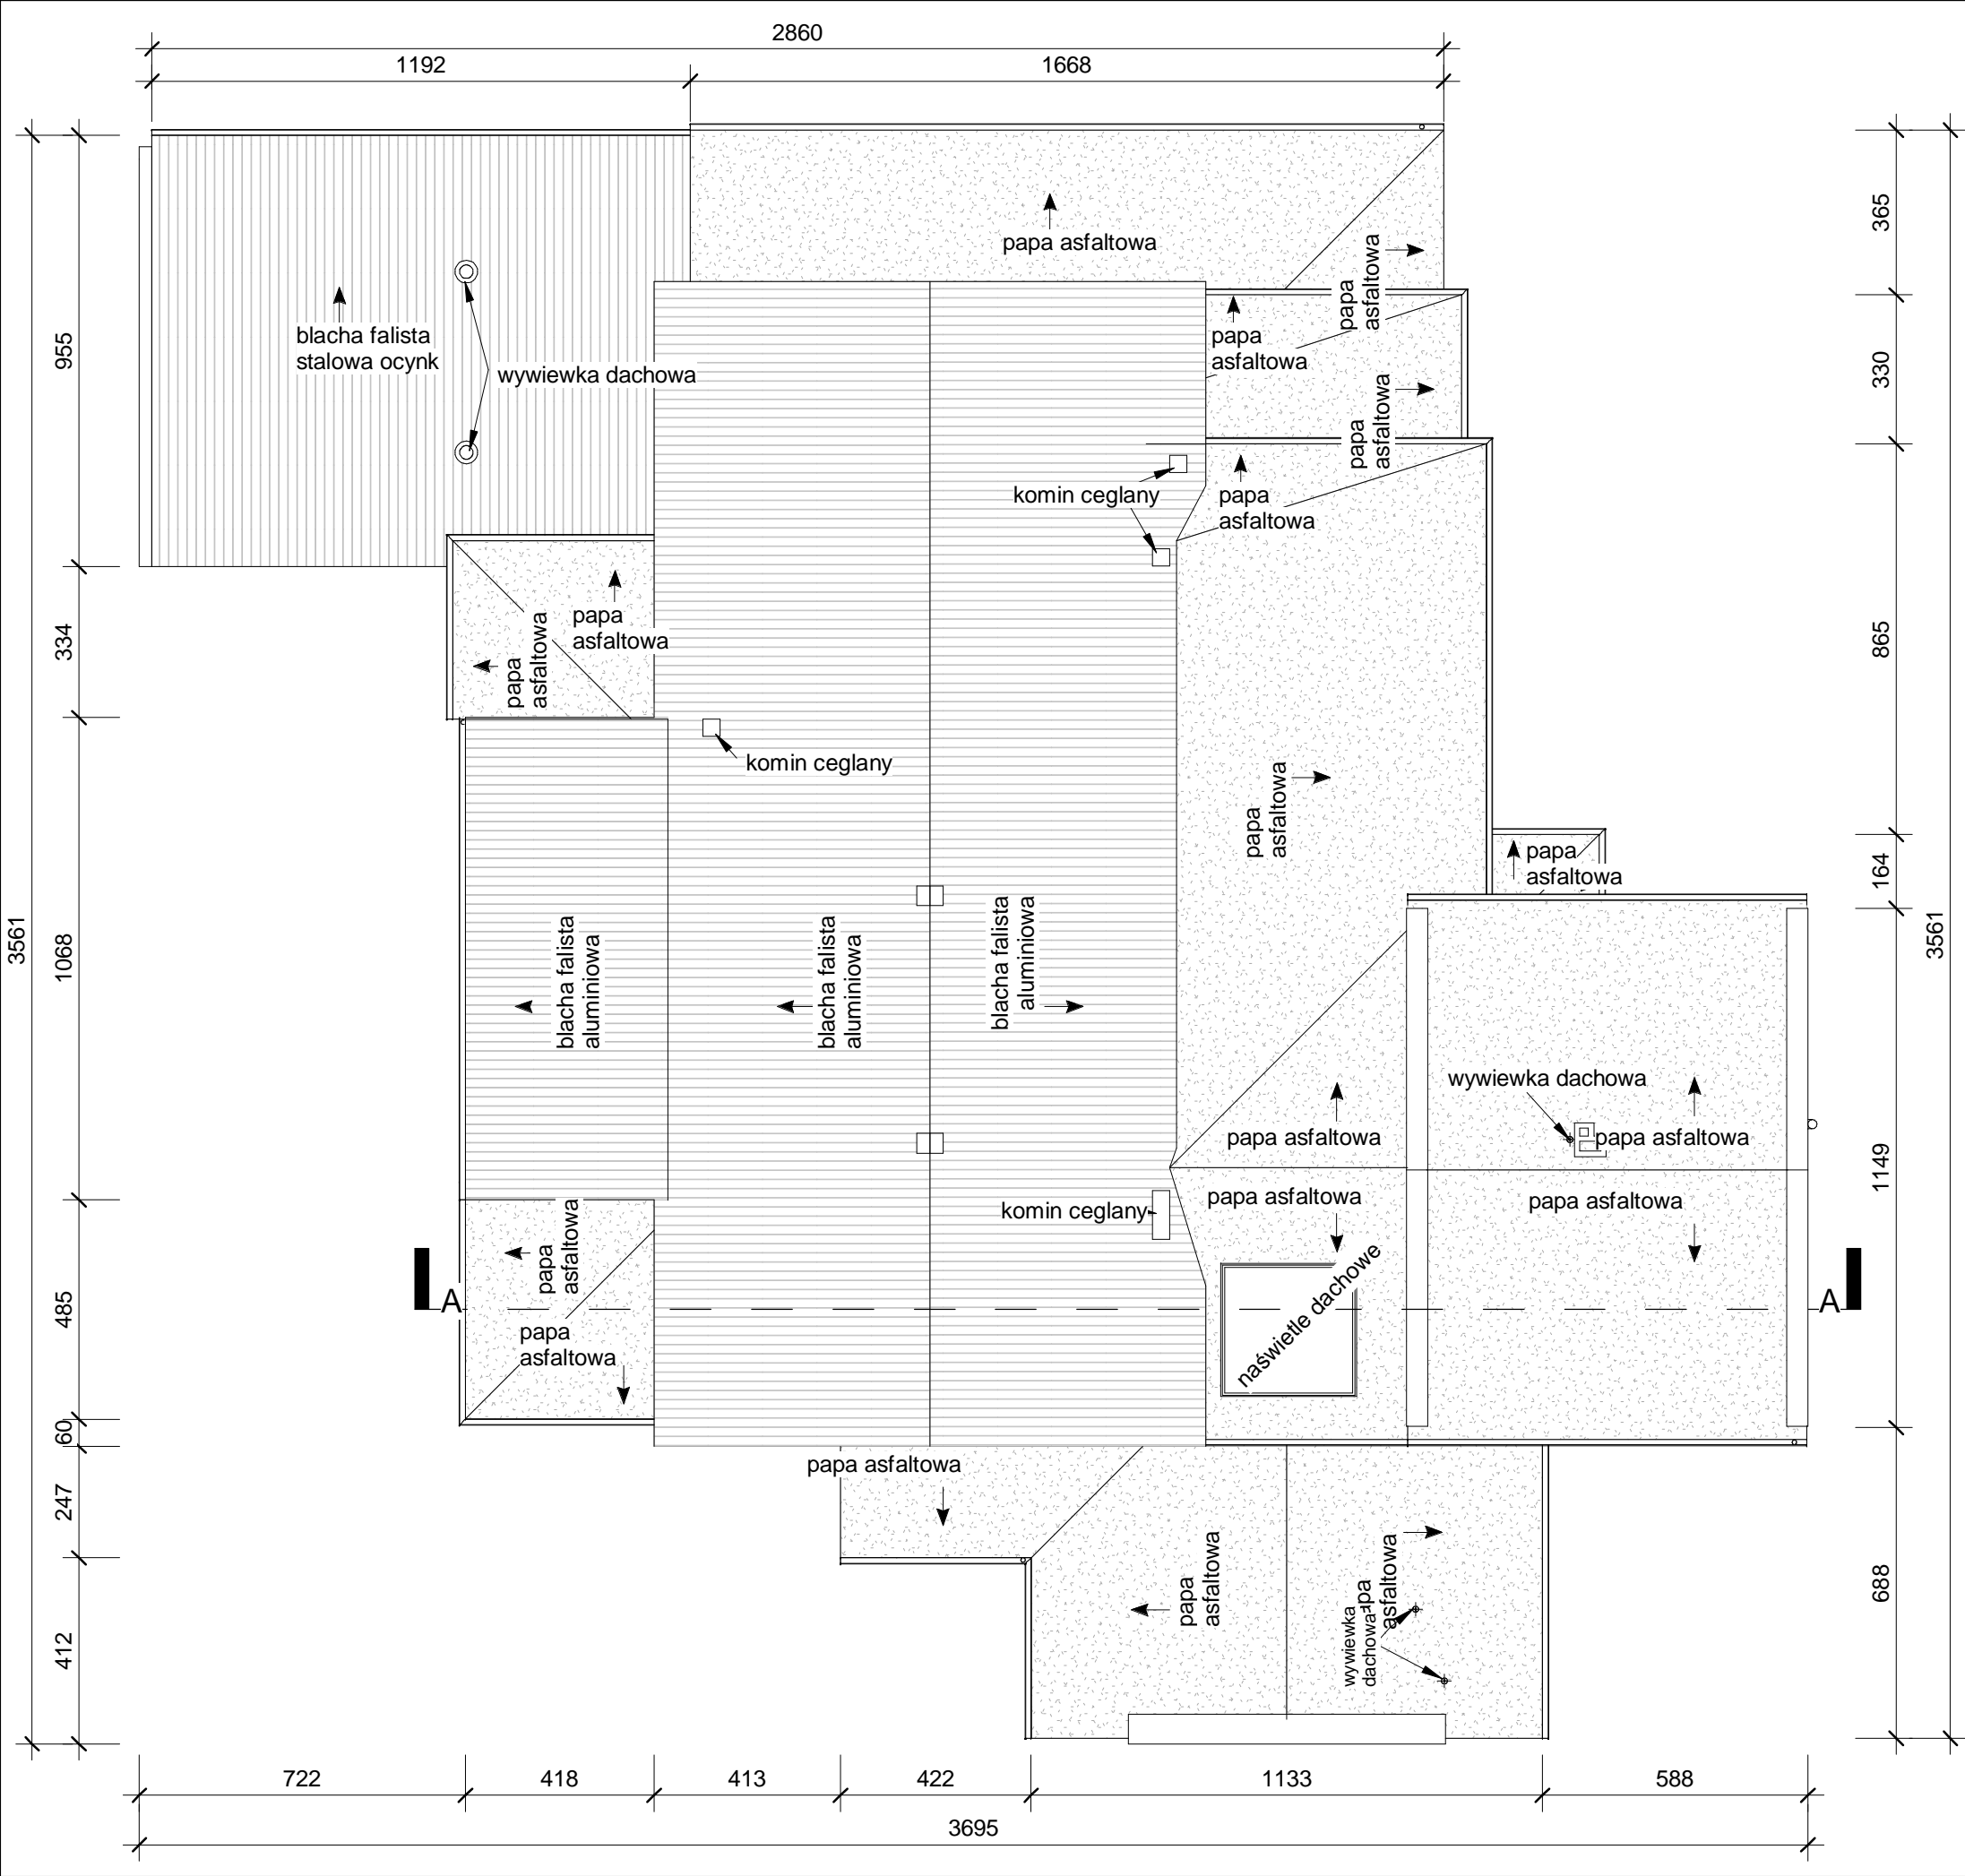 2860
1192
1668
papa asfaltowa
365
papa
asfaltowa
955
blacha falista
stalowa ocynk
wywiewka dachowa
papa
asfaltowa
330
papa
asfaltowa
komin ceglany
papa
asfaltowa
334
papa
asfaltowa
papa
asfaltowa
865
komin ceglany
papa
asfaltowa
papa
asfaltowa
164
3561
1068
blacha falista
aluminiowa
blacha falista
aluminiowa
blacha falista
aluminiowa
3561
wywiewka dachowa
papa asfaltowa
papa asfaltowa
1149
papa asfaltowa
papa asfaltowa
komin ceglany
papa
asfaltowa
485
A
naświetle dachowe
A
papa
asfaltowa
60
papa asfaltowa
247
papa
asfaltowa
papa
asfaltowa
wywiewka
dachowa
688
412
722
418
413
422
1133
588
3695